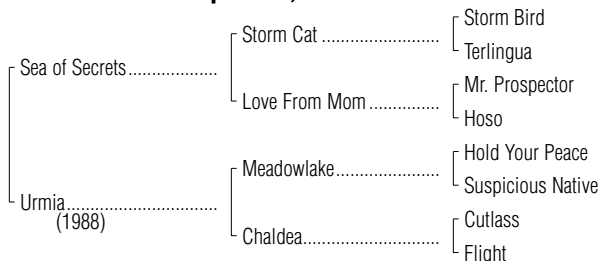 Storm Bird
Storm Cat ......................
Terlingua
Sea of Secrets.................
Mr. Prospector
Love From Mom .............
Hoso
Hold Your Peace
Meadowlake...................
Suspicious Native
Urmia............................
(1988)
Cutlass
Chaldea.........................
Flight